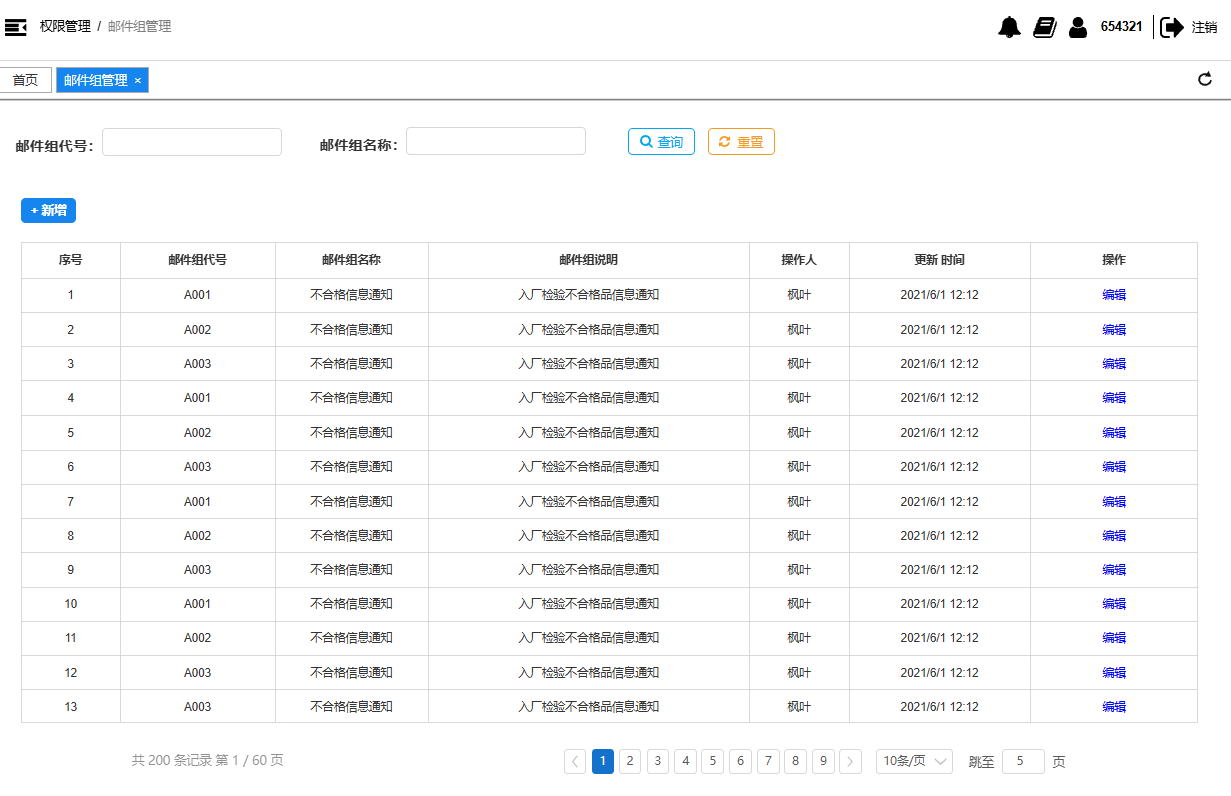 权限管理 / 邮件组管理 654321 注销
首页 邮件组管理 ×
邮件组代号： 邮件组名称： 查询 重置
+ 新增
序号 邮件组代号 邮件组名称 邮件组说明 操作人 更新 时间 操作
1 A001 不合格信息通知 入厂检验不合格品信息通知 枫叶 2021/6/1 12:12 编辑
2 A002 不合格信息通知 入厂检验不合格品信息通知 枫叶 2021/6/1 12:12 编辑
3 A003 不合格信息通知 入厂检验不合格品信息通知 枫叶 2021/6/1 12:12 编辑
4 A001 不合格信息通知 入厂检验不合格品信息通知 枫叶 2021/6/1 12:12 编辑
5 A002 不合格信息通知 入厂检验不合格品信息通知 枫叶 2021/6/1 12:12 编辑
6 A003 不合格信息通知 入厂检验不合格品信息通知 枫叶 2021/6/1 12:12 编辑
7 A001 不合格信息通知 入厂检验不合格品信息通知 枫叶 2021/6/1 12:12 编辑
8 A002 不合格信息通知 入厂检验不合格品信息通知 枫叶 2021/6/1 12:12 编辑
9 A003 不合格信息通知 入厂检验不合格品信息通知 枫叶 2021/6/1 12:12 编辑
10 A001 不合格信息通知 入厂检验不合格品信息通知 枫叶 2021/6/1 12:12 编辑
11 A002 不合格信息通知 入厂检验不合格品信息通知 枫叶 2021/6/1 12:12 编辑
12 A003 不合格信息通知 入厂检验不合格品信息通知 枫叶 2021/6/1 12:12 编辑
13 A003 不合格信息通知 入厂检验不合格品信息通知 枫叶 2021/6/1 12:12 编辑
共 200 条记录 第 1 / 60 页 1 2 3 4 5 6 7 8 9 10条/页 跳至 5 页